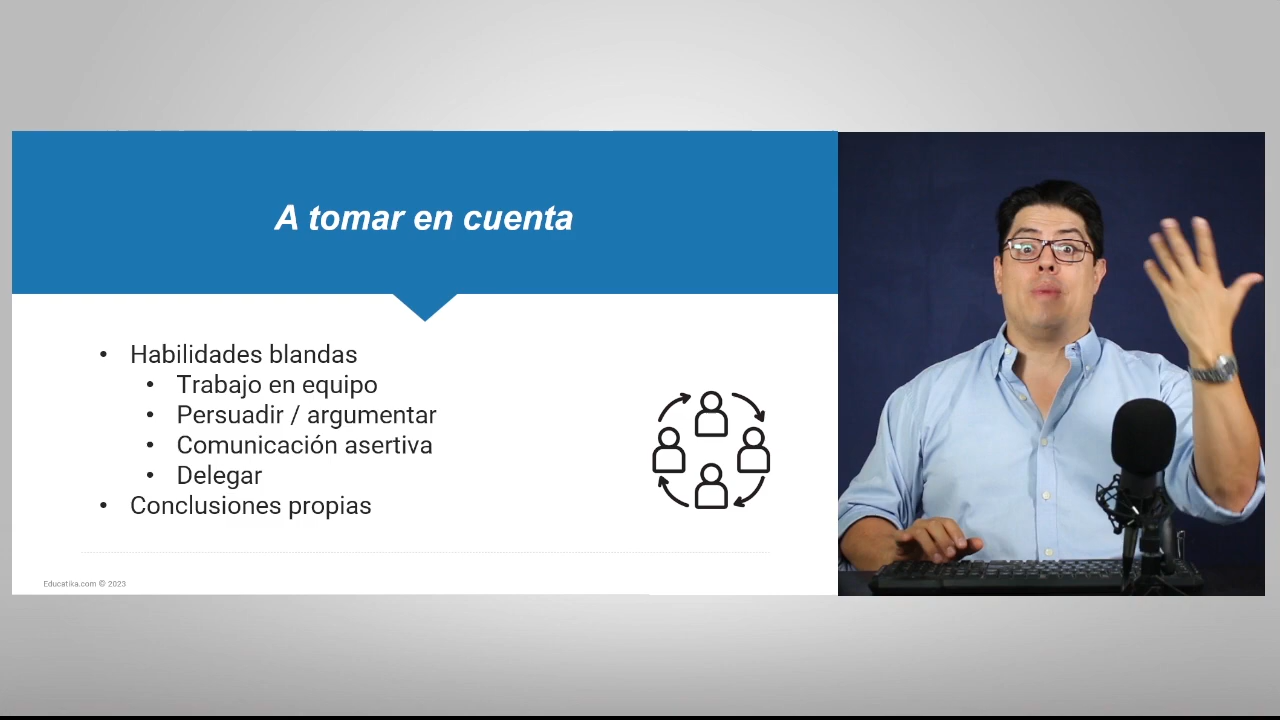 A tomar en cuenta
• Habilidades blandas
• Trabajo en equipo
• Persuadir / argumentar
• Comunicación asertiva
• Delegar
• Conclusiones propias
Educatika.com © 2023